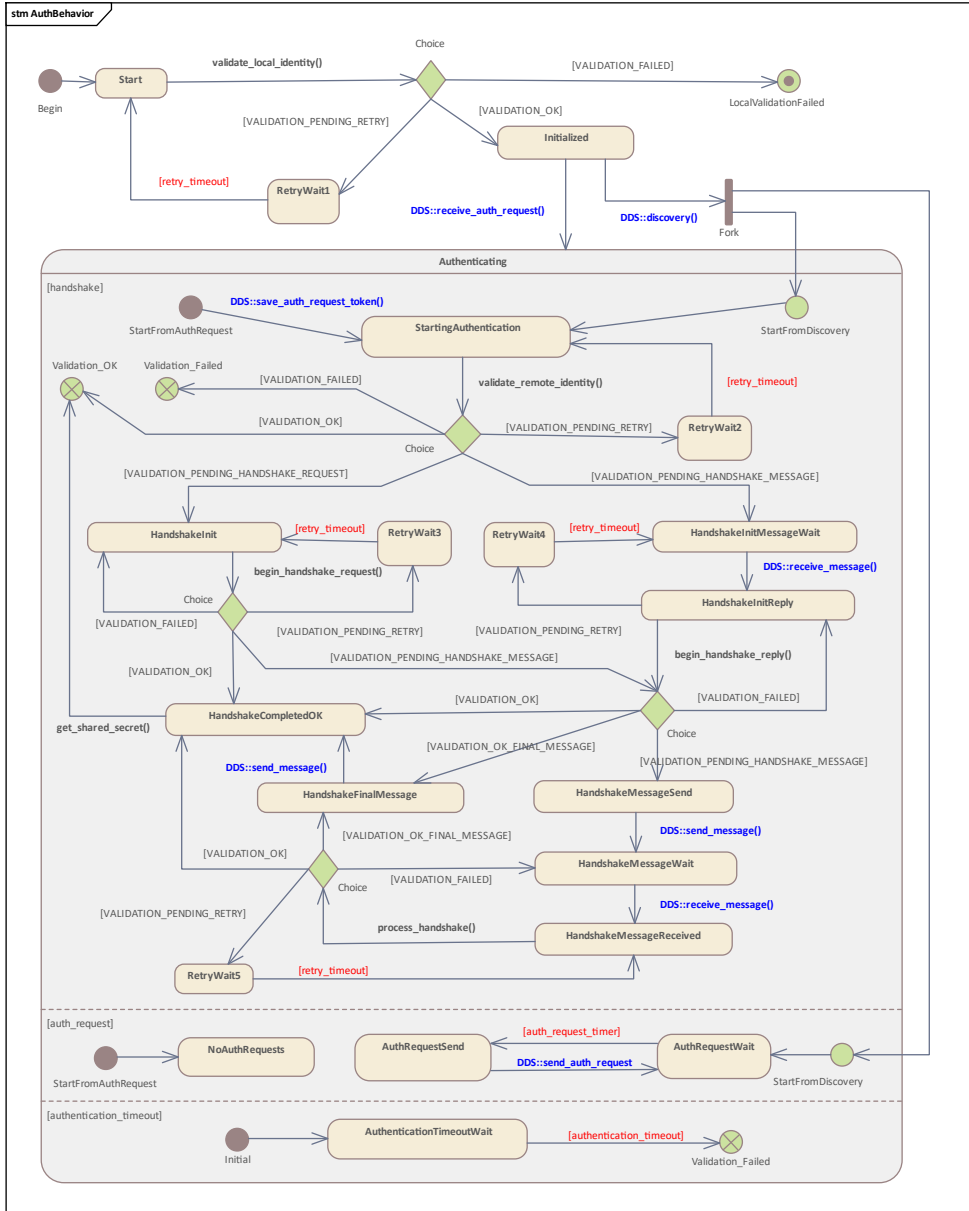 stm AuthBehavior
Choice
validate_local_identity()
[VALIDATION_FAILED]
Start
Begin
LocalValidationFailed
[VALIDATION_OK]
[VALIDATION_PENDING_RETRY]
Initialized
[retry_timeout]
RetryWait1
DDS::receive_auth_request()
DDS::discovery()
Fork
Authenticating
[handshake]
DDS::save_auth_request_token()
StartFromAuthRequest
StartingAuthentication
StartFromDiscovery
Validation_OK
Validation_Failed
[VALIDATION_FAILED]
validate_remote_identity()
[retry_timeout]
[VALIDATION_OK]
[VALIDATION_PENDING_RETRY]
RetryWait2
Choice
[VALIDATION_PENDING_HANDSHAKE_REQUEST]
[VALIDATION_PENDING_HANDSHAKE_MESSAGE]
HandshakeInit
[retry_timeout]
RetryWait3
RetryWait4
[retry_timeout]
HandshakeInitMessageWait
begin_handshake_request()
DDS::receive_message()
Choice
HandshakeInitReply
[VALIDATION_FAILED]
[VALIDATION_PENDING_RETRY]
[VALIDATION_PENDING_RETRY]
begin_handshake_reply()
[VALIDATION_PENDING_HANDSHAKE_MESSAGE]
[VALIDATION_OK]
[VALIDATION_OK]
[VALIDATION_FAILED]
HandshakeCompletedOK
get_shared_secret()
Choice
[VALIDATION_OK_FINAL_MESSAGE]
DDS::send_message()
[VALIDATION_PENDING_HANDSHAKE_MESSAGE]
HandshakeFinalMessage
HandshakeMessageSend
[VALIDATION_OK_FINAL_MESSAGE]
DDS::send_message()
[VALIDATION_OK]
HandshakeMessageWait
[VALIDATION_FAILED]
Choice
[VALIDATION_PENDING_RETRY]
DDS::receive_message()
process_handshake()
HandshakeMessageReceived
RetryWait5
[retry_timeout]
[auth_request]
[auth_request_timer]
NoAuthRequests
AuthRequestSend
AuthRequestWait
DDS::send_auth_request
StartFromAuthRequest
StartFromDiscovery
[authentication_timeout]
AuthenticationTimeoutWait
[authentication_timeout]
Initial
Validation_Failed